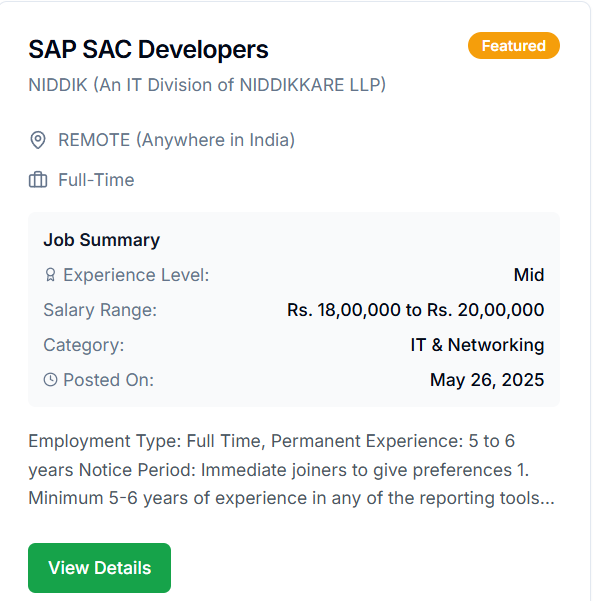 SAP SAC Developers
Featured
NIDDIK (An IT Division of NIDDIKKARE LLP)
REMOTE (Anywhere in India)
Full-Time
Job Summary
Experience Level: Mid
Salary Range: Rs. 18,00,000 to Rs. 20,00,000
Category: IT & Networking
Posted On: May 26, 2025
Employment Type: Full Time, Permanent Experience: 5 to 6
years Notice Period: Immediate joiners to give preferences 1.
Minimum 5-6 years of experience in any of the reporting tools...
View Details